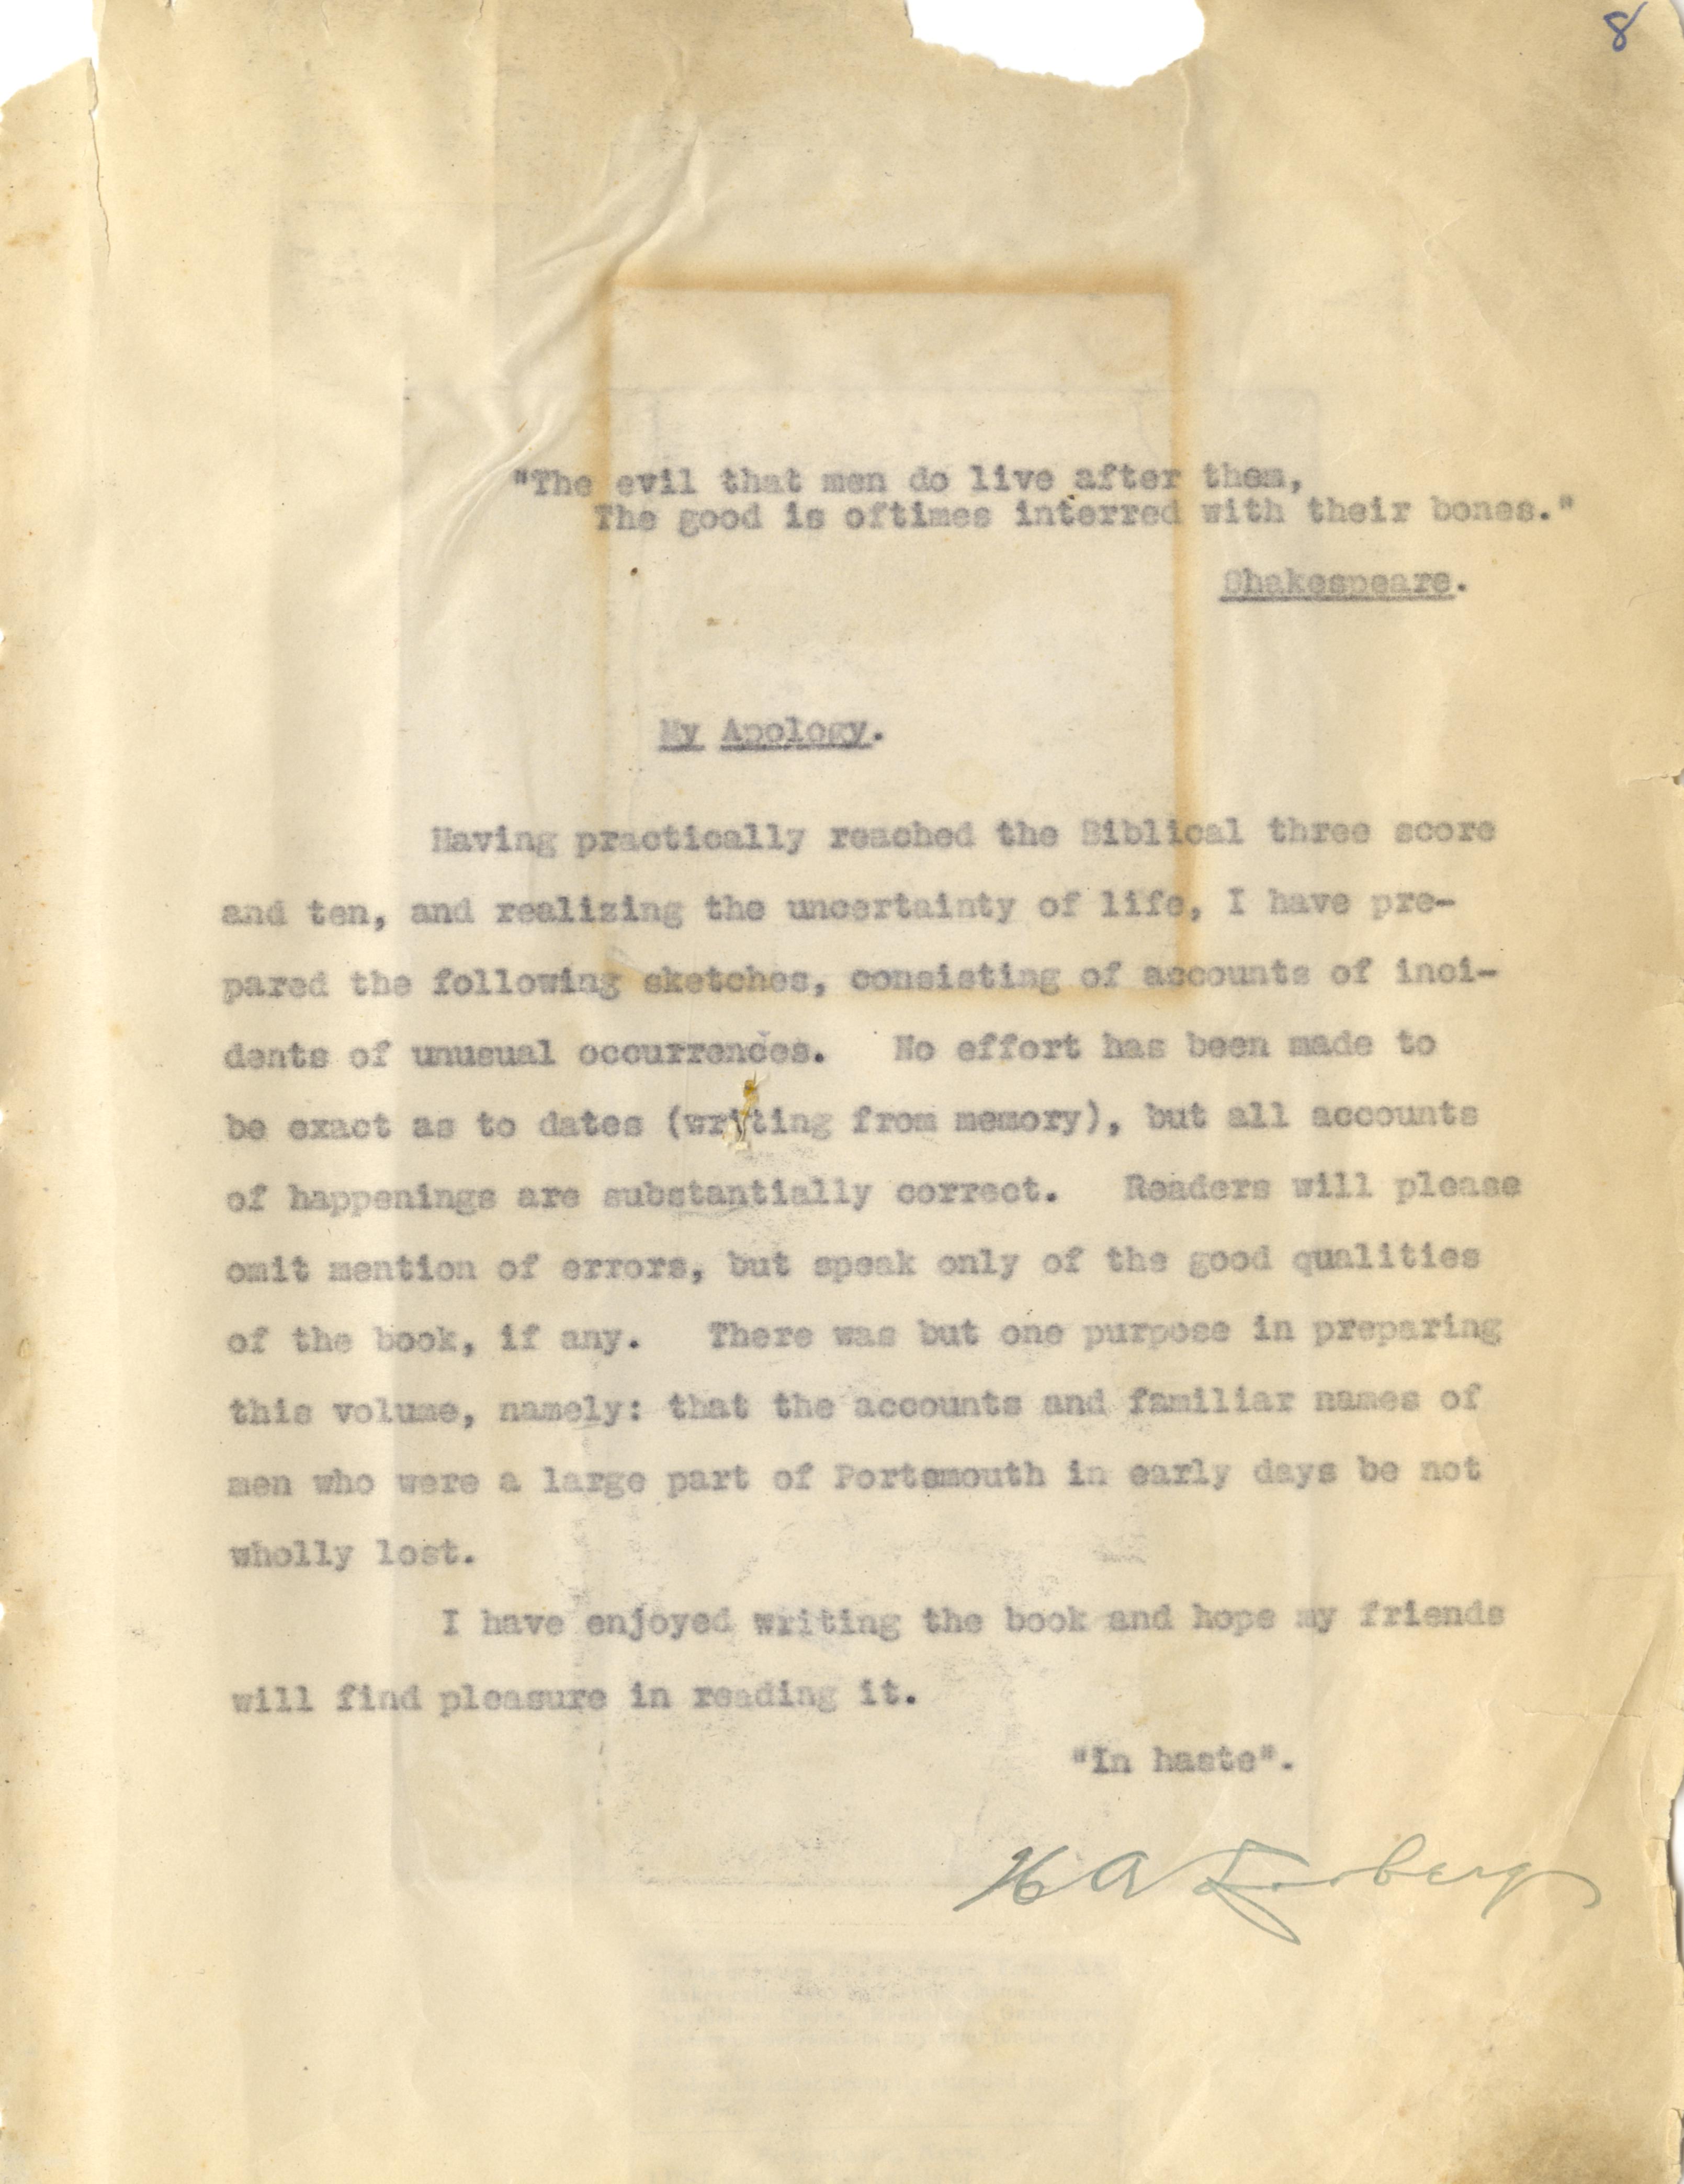 8
"The evil that men do live after them,
The good is oftimes interred with their bones."
Shakespeare.
My Apology.
Having practically reached the Biblical three score
and ten, and realizing the uncertainty of life, I have pre-
pared the following sketches, consisting of accounts of inci-
dents of unusual occurrences. No effort has been made to
be exact as to dates (writing from memory), but all accounts
of happenings are substantially correct. Readers will please
omit mention of errors, but speak only of the good qualities
of the book, if any. There was but one purpose in preparing
this volume, namely: that the accounts and familiar names of
men who were a large part of Portsmouth in early days be not
wholly lost.
I have enjoyed writing the book and hope my friends
will find pleasure in reading it.
"In haste".
H A